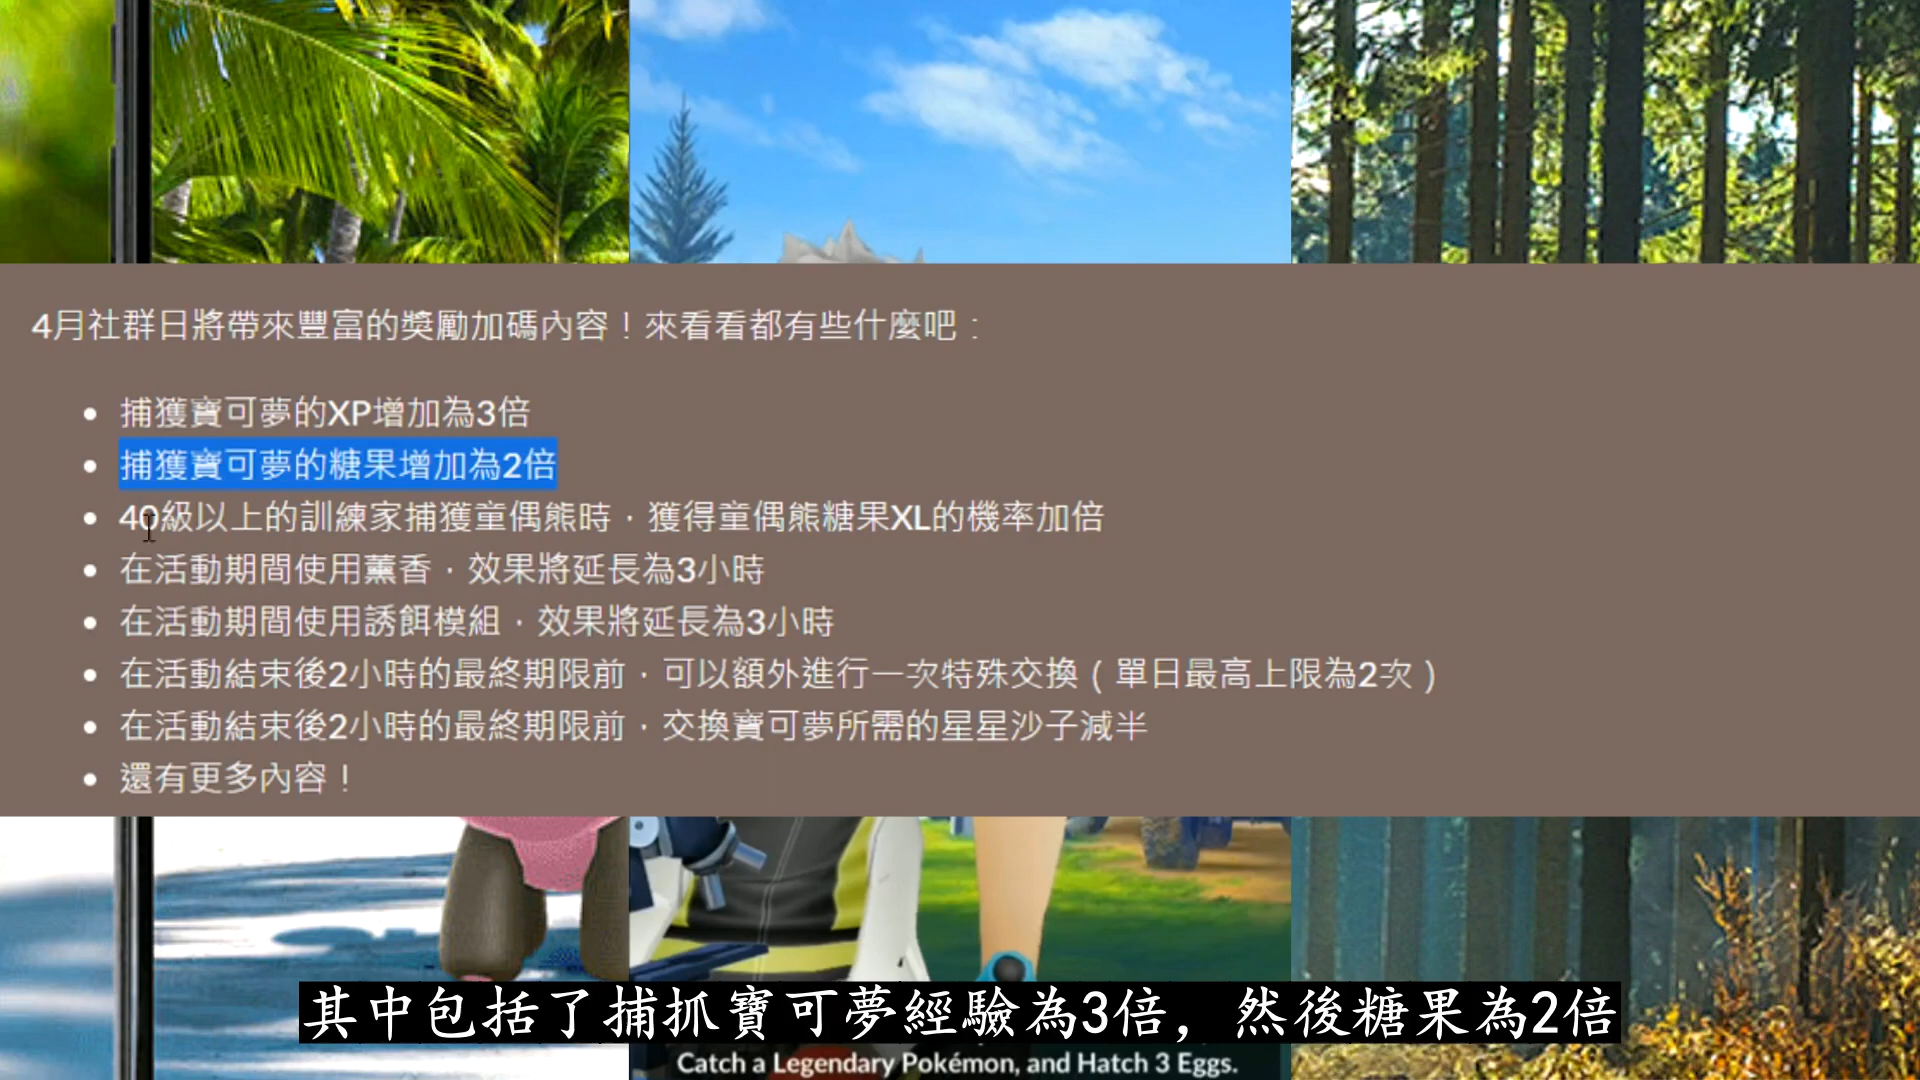 4月社群日將帶來豐富的獎勵加碼內容！來看看都有些什麼吧：
• 捕獲寶可夢的XP增加為3倍
• 捕獲寶可夢的糖果增加為2倍
• 40級以上的訓練家捕獲童偶熊時，獲得童偶熊糖果XL的機率加倍
• 在活動期間使用薰香，效果將延長為3小時
• 在活動期間使用誘餌模組，效果將延長為3小時
• 在活動結束後2小時的最終期限前，可以額外進行一次特殊交換（單日最高上限為2次）
• 在活動結束後2小時的最終期限前，交換寶可夢所需的星星沙子減半
• 還有更多內容！
其中包括了捕抓寶可夢經驗為3倍，然後糖果為2倍
Catch a Legendary Pokémon, and Hatch 3 Eggs.